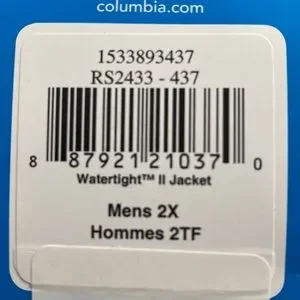 columbia.com
1533893437
RS2433 - 437
8 87921 21037 0
Watertight™ II Jacket
Mens 2X
Hommes 2TF